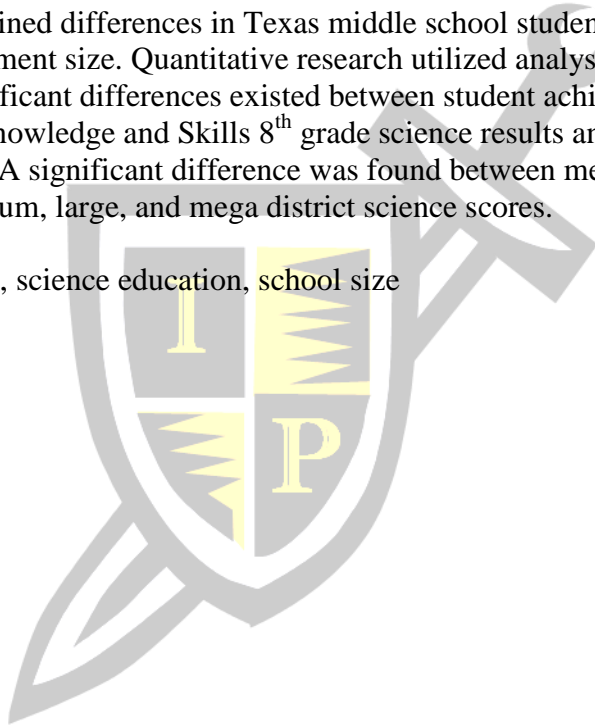 ined differences in Texas middle school studen
ment size. Quantitative research utilized analys
ficant differences existed between student achi
nowledge and Skills 8th grade science results an
A significant difference was found between me
um, large, and mega district science scores.
, science education, school size
I
P